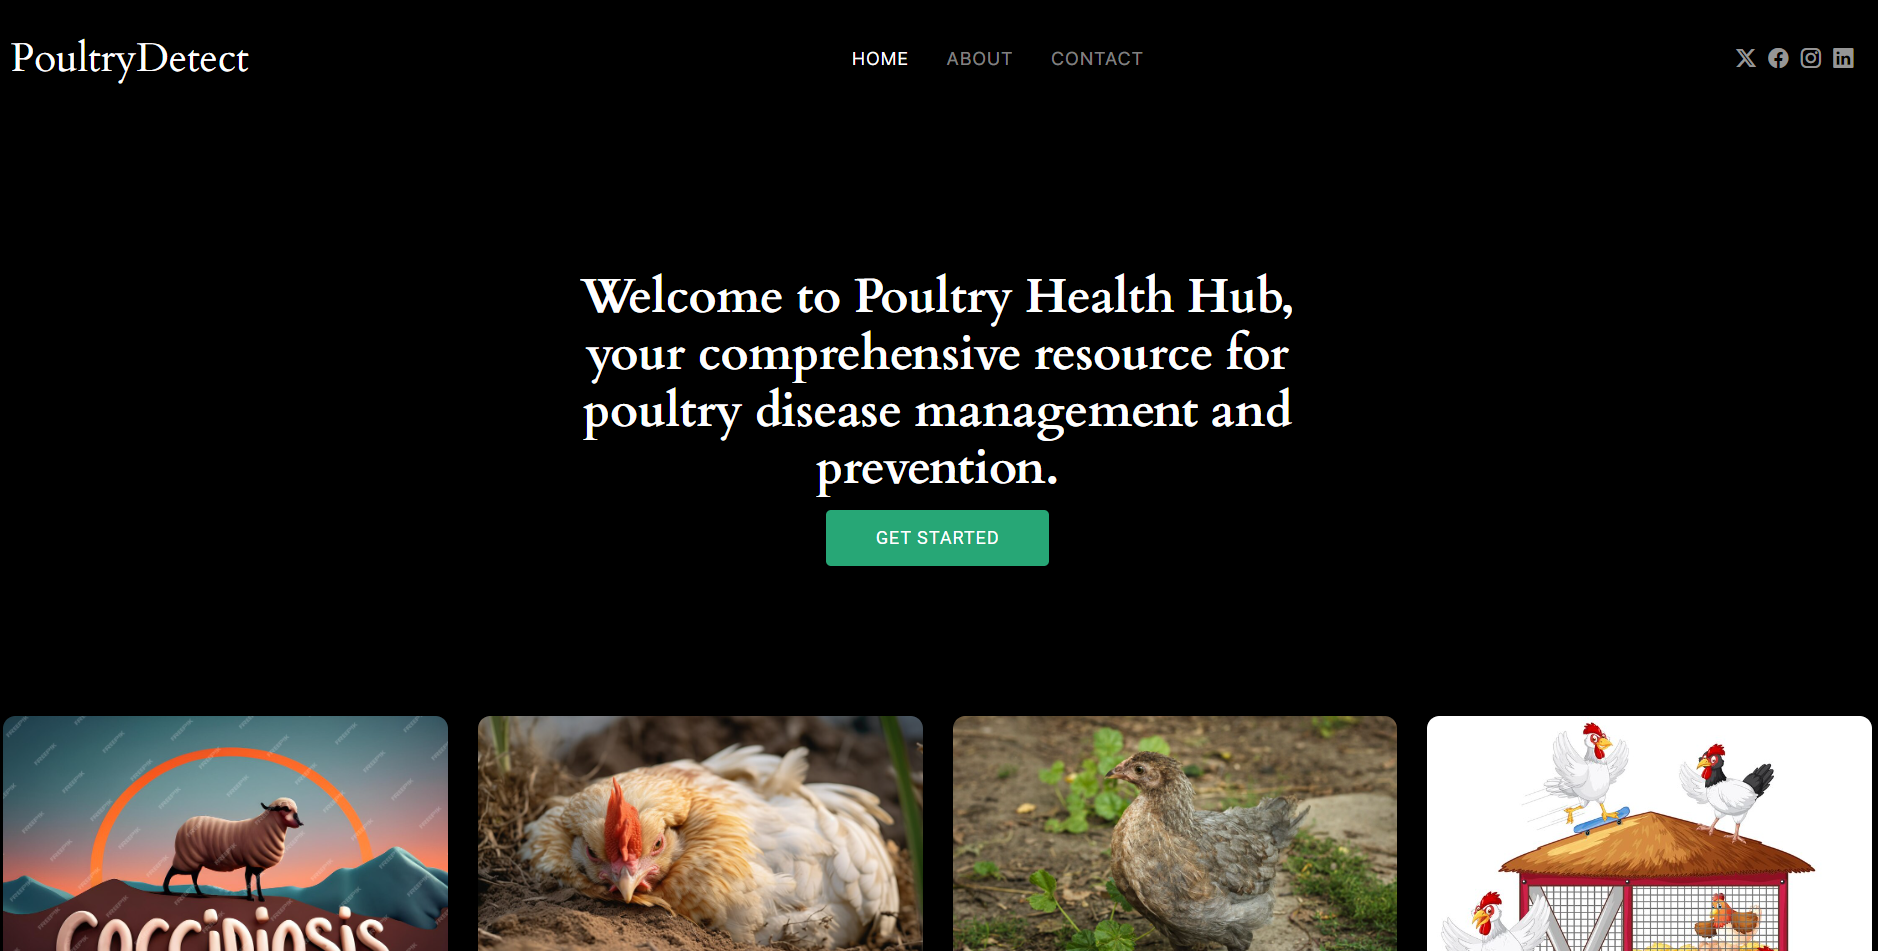 PoultryDetect
HOME ABOUT CONTACT
Welcome to Poultry Health Hub,
your comprehensive resource for
poultry disease management and
prevention.
GET STARTED
Coccidiosis